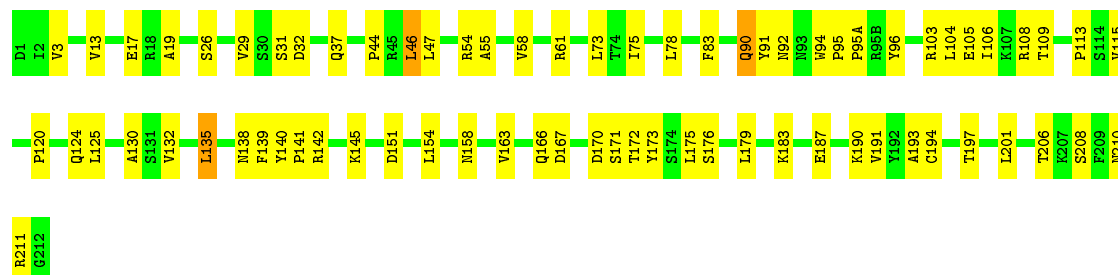 D1 I2 V3 V13 E17 R18 A19 S26 V29 S30 S31 D32 Q37 P44 R45 L46 L47 R54 A55 V58 R61 L73 T74 I75 L78 F83 Q90 Y91 N92 N93 W94 P95 P95A R95B Y96 R103 L104 E105 I106 K107 R108 T109 P113 S114 V115
P120 Q124 L125 A130 S131 V132 L135 N138 F139 Y140 P141 R142 K145 D151 L154 N158 V163 Q166 D167 D170 S171 T172 Y173 S174 L175 S176 L179 K183 E187 K190 V191 Y192 A193 C194 T197 L201 T206 K207 S208 F209 N210
R211 G212